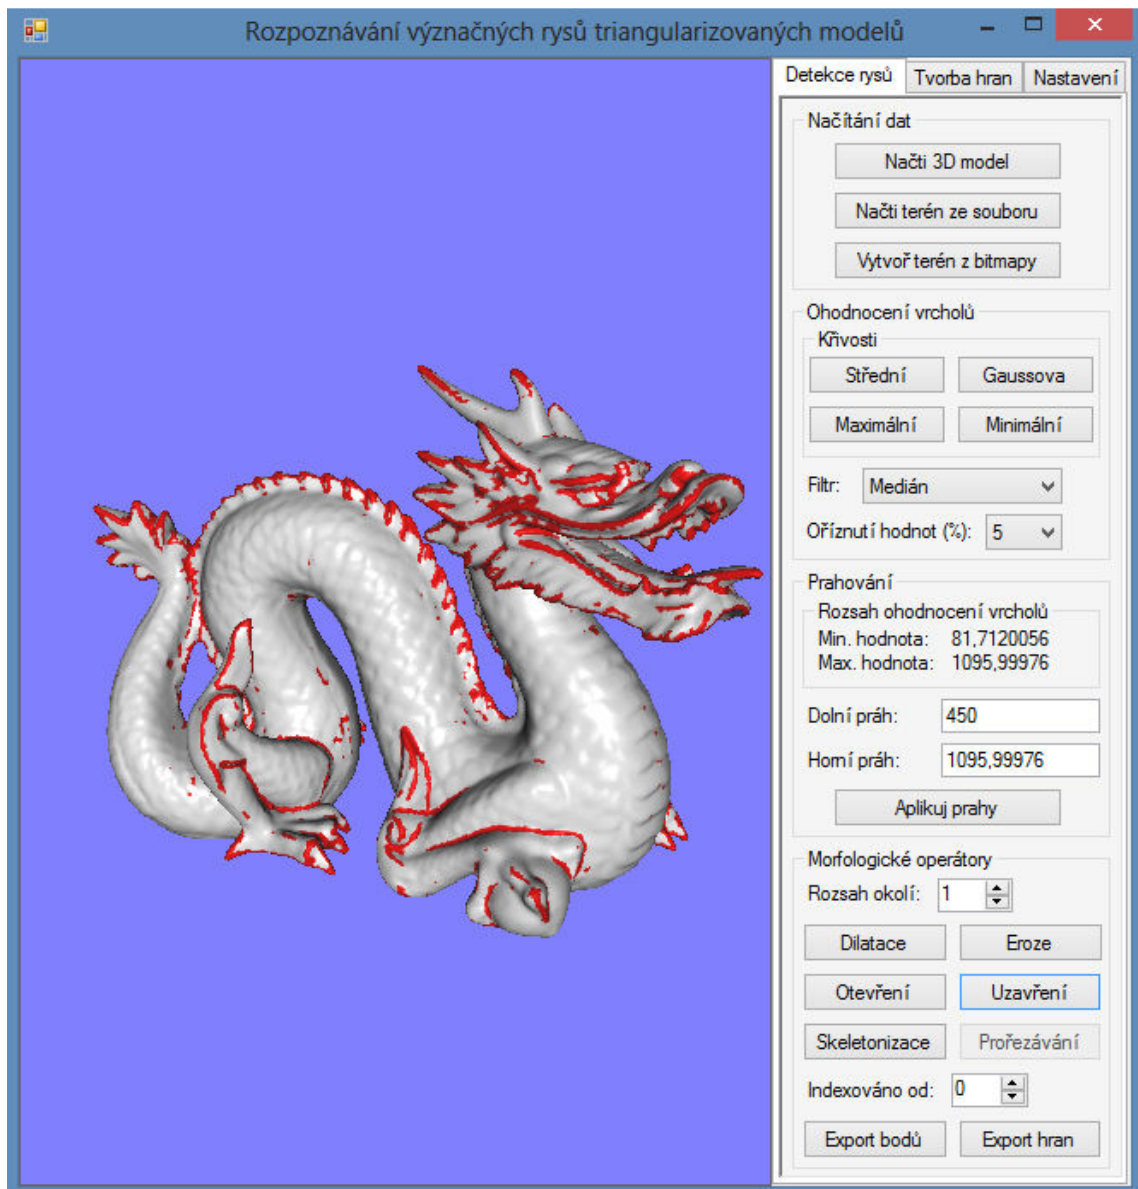 Rozpoznávání význačných rysů triangularizovaných modelů
Detekce rysů Tvorba hran Nastavení
Načítání dat
Načti 3D model
Načti terén ze souboru
Vytvoř terén z bitmapy
Ohodnocení vrcholů
Křivosti
Střední Gaussova
Maximální Minimální
Filtr: Medián
Oříznutí hodnot (%): 5
Prahování
Rozsah ohodnocení vrcholů
Min. hodnota: 81,7120056
Max. hodnota: 1095,99976
Dolní práh: 450
Horní práh: 1095,99976
Aplikuj prahy
Morfologické operátory
Rozsah okolí: 1
Dilatace Eroze
Otevření Uzavření
Skeletonizace Prořezávání
Indexováno od: 0
Export bodů Export hran